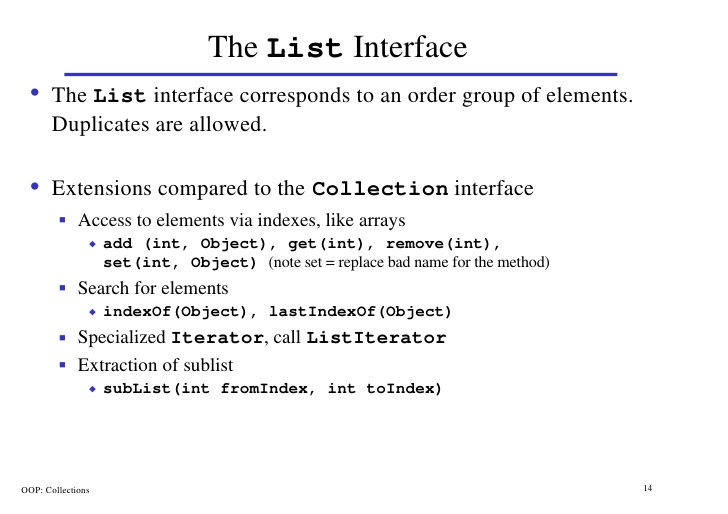 The List Interface
• The List interface corresponds to an order group of elements.
Duplicates are allowed.
• Extensions compared to the Collection interface
▪ Access to elements via indexes, like arrays
◆ add (int, Object), get(int), remove(int),
set(int, Object) (note set = replace bad name for the method)
▪ Search for elements
◆ indexOf(Object), lastIndexOf(Object)
▪ Specialized Iterator, call ListIterator
▪ Extraction of sublist
◆ subList(int fromIndex, int toIndex)
OOP: Collections
14